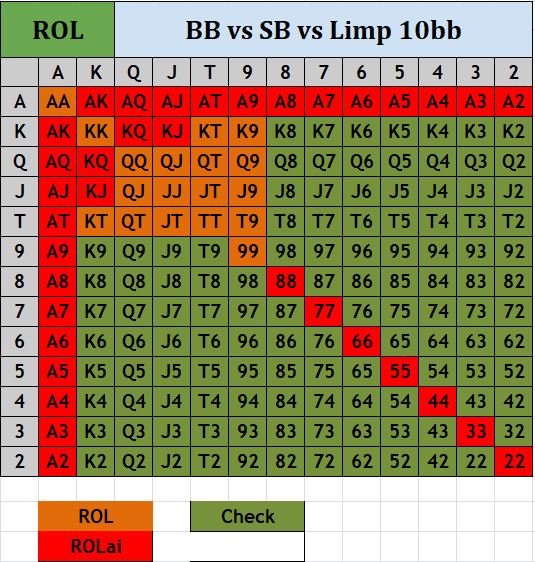 ROL BB vs SB vs Limp 10bb
A K Q J T 9 8 7 6 5 4 3 2
A AA AK AQ AJ AT A9 A8 A7 A6 A5 A4 A3 A2
K AK KK KQ KJ KT K9 K8 K7 K6 K5 K4 K3 K2
Q AQ KQ QQ QJ QT Q9 Q8 Q7 Q6 Q5 Q4 Q3 Q2
J AJ KJ QJ JJ JT J9 J8 J7 J6 J5 J4 J3 J2
T AT KT QT JT TT T9 T8 T7 T6 T5 T4 T3 T2
9 A9 K9 Q9 J9 T9 99 98 97 96 95 94 93 92
8 A8 K8 Q8 J8 T8 98 88 87 86 85 84 83 82
7 A7 K7 Q7 J7 T7 97 87 77 76 75 74 73 72
6 A6 K6 Q6 J6 T6 96 86 76 66 65 64 63 62
5 A5 K5 Q5 J5 T5 95 85 75 65 55 54 53 52
4 A4 K4 Q4 J4 T4 94 84 74 64 54 44 43 42
3 A3 K3 Q3 J3 T3 93 83 73 63 53 43 33 32
2 A2 K2 Q2 J2 T2 92 82 72 62 52 42 22 22
ROL Check
ROLai